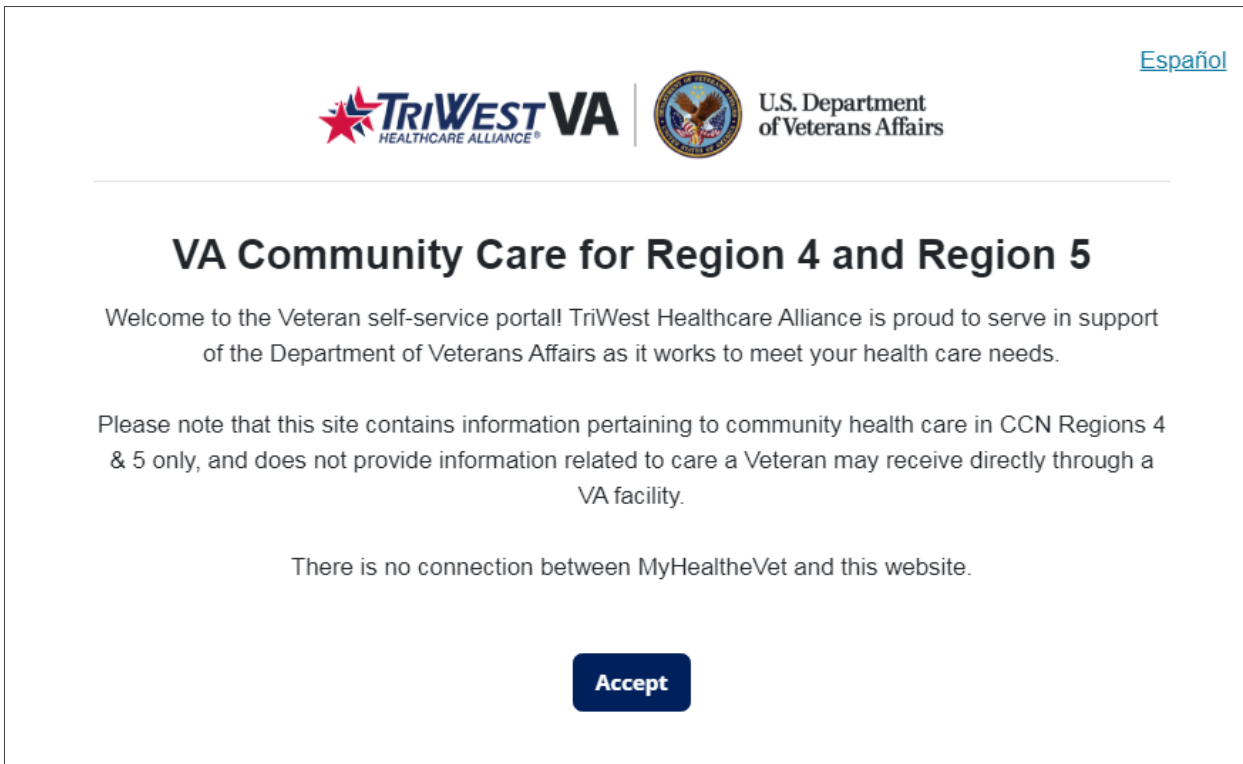 Español
TRIWEST VA
HEALTHCARE ALLIANCE®
U.S. Department
of Veterans Affairs
VA Community Care for Region 4 and Region 5
Welcome to the Veteran self-service portal! TriWest Healthcare Alliance is proud to serve in support
of the Department of Veterans Affairs as it works to meet your health care needs.
Please note that this site contains information pertaining to community health care in CCN Regions 4
& 5 only, and does not provide information related to care a Veteran may receive directly through a
VA facility.
There is no connection between MyHealtheVet and this website.
Accept